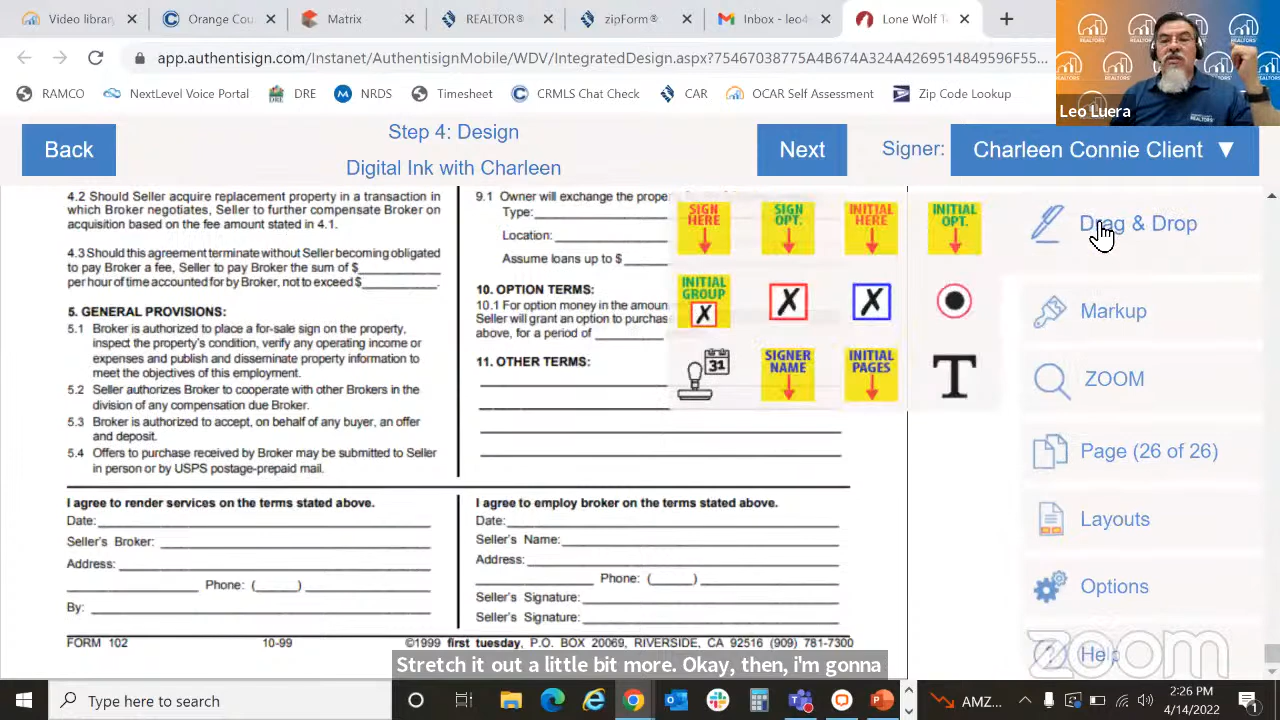 Video library
Orange Cou
Matrix
REALTOR®
zipForm®
Inbox - leo4
Lone Wolf T
app.authentisign.com/Instanet/AuthentisignMobile/WDV/IntegratedDesign.aspx?
RAMCO
NextLevel Voice Portal
DRE
NRDS
Timesheet
CRMLS Chat Check
CAR
OCAR Self Assessment
Zip Code Lookup
Leo Luera
Back
Step 4: Design
Digital Ink with Charleen
Next
Signer:
Charleen Connie Client ▼
4.2 Should Seller acquire replacement property in a transaction in
which Broker negotiates, Seller to further compensate Broker on
acquisition based on the fee amount stated in 4.1.
4.3 Should this agreement terminate without Seller becoming obligated
to pay Broker a fee, Seller to pay Broker the sum of $
per hour of time accounted for by Broker, not to exceed $ .
5. GENERAL PROVISIONS:
5.1 Broker is authorized to place a for-sale sign on the property,
inspect the property's condition, verify any operating income or
expenses and publish and disseminate property information to
meet the objectives of this employment.
5.2 Seller authorizes Broker to cooperate with other Brokers in the
division of any compensation due Broker.
5.3 Broker is authorized to accept, on behalf of any buyer, an offer
and deposit.
5.4 Offers to purchase received by Broker may be submitted to Seller
in person or by USPS postage-prepaid mail.
9.1 Owner will exchange the prope
Type:
Location:
Assume loans up to $
10. OPTION TERMS:
10.1 For option money in the amoun
Seller will grant an option to purchas
above, for a period of
11. OTHER TERMS:
SIGN HERE
SIGN OPT.
INITIAL HERE
INITIAL OPT.
INITIAL GROUP
X
X
X
31
SIGNER NAME
INITIAL PAGES
T
Drag & Drop
Markup
ZOOM
Page (26 of 26)
Layouts
Options
Help
I agree to render services on the terms stated above.
Date:
Seller's Broker:
Address:
Phone: ( )
By:
I agree to employ broker on the terms stated above.
Date:
Seller's Name:
Address:
Phone: ( )
Seller's Signature:
Seller's Signature:
FORM 102 10-99 ©1999 first tuesday, P.O. BOX 20069, RIVERSIDE, CA 92516 (909) 781-7300
zoom
Stretch it out a little bit more. Okay, then, i'm gonna
Type here to search
AMZ...
2:26 PM
4/14/2022
1